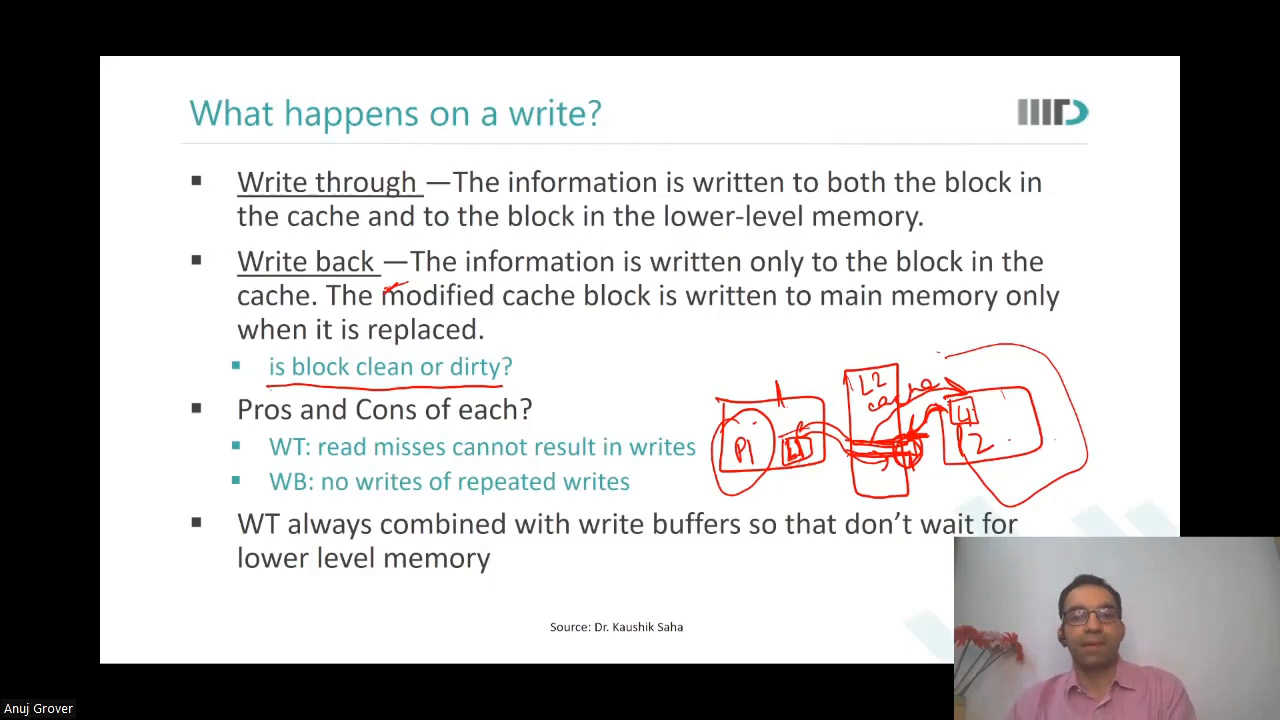 What happens on a write?
IIITD
▪ Write through —The information is written to both the block in
the cache and to the block in the lower-level memory.
▪ Write back —The information is written only to the block in the
cache. The modified cache block is written to main memory only
when it is replaced.
▪ is block clean or dirty?
▪ Pros and Cons of each?
▪ WT: read misses cannot result in writes
▪ WB: no writes of repeated writes
▪ WT always combined with write buffers so that don’t wait for
lower level memory
L2
cache
P1
L1
Source: Dr. Kaushik Saha
Anuj Grover